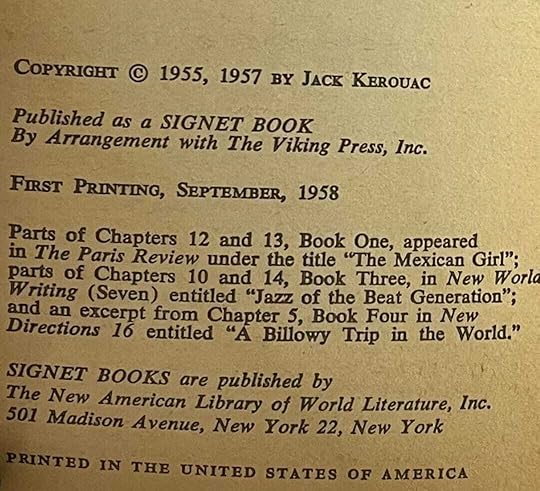 COPYRIGHT © 1955, 1957 BY JACK KEROUAC
Published as a SIGNET BOOK
By Arrangement with The Viking Press, Inc.
FIRST PRINTING, SEPTEMBER, 1958
Parts of Chapters 12 and 13, Book One, appeared
in The Paris Review under the title "The Mexican Girl";
parts of Chapters 10 and 14, Book Three, in New World
Writing (Seven) entitled "Jazz of the Beat Generation";
and an excerpt from Chapter 5, Book Four in New
Directions 16 entitled "A Billowy Trip in the World."
SIGNET BOOKS are published by
The New American Library of World Literature, Inc.
501 Madison Avenue, New York 22, New York
PRINTED IN THE UNITED STATES OF AMERICA